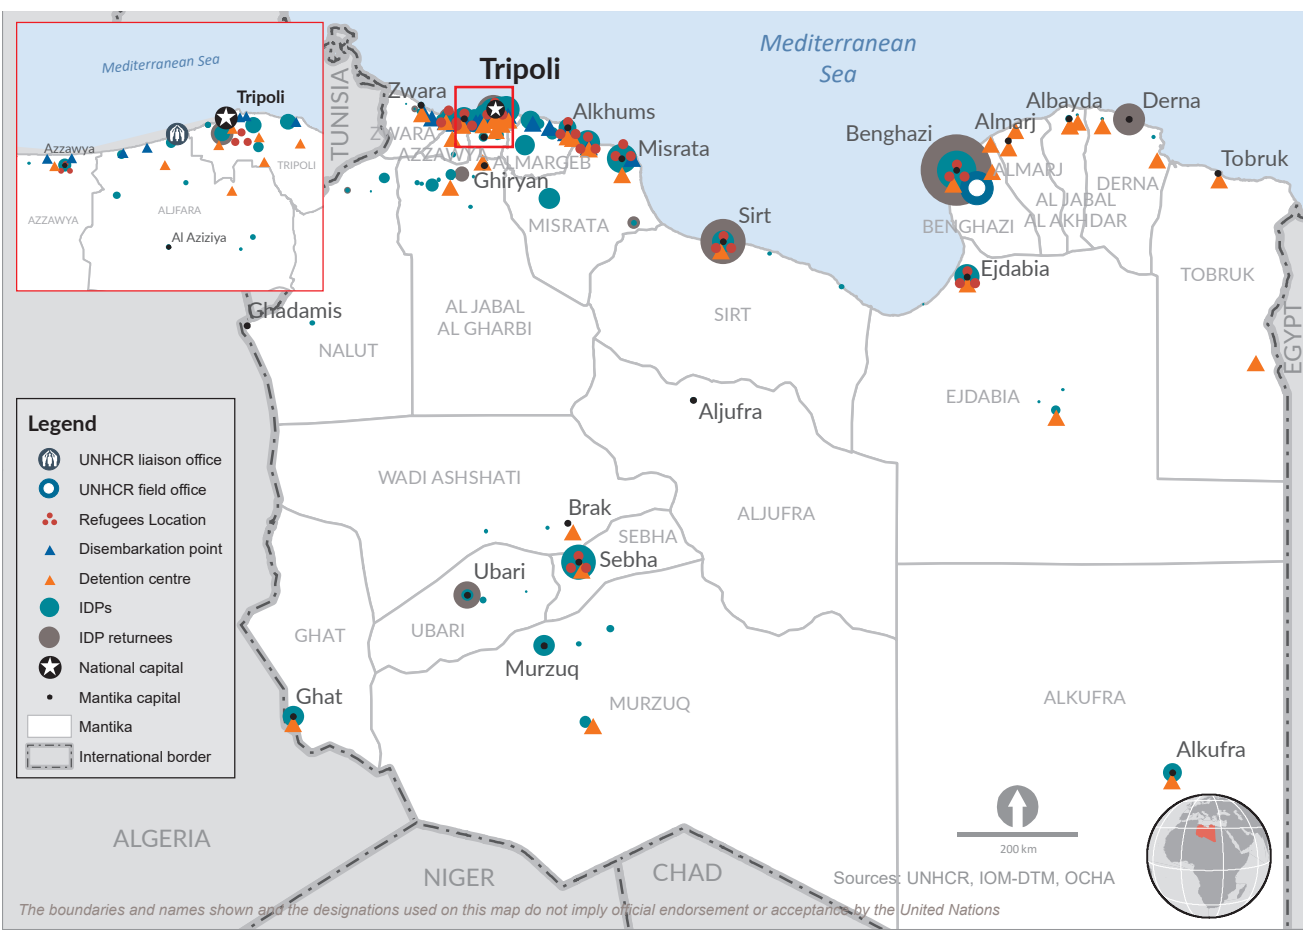 Mediterranean Sea
Tripoli
Azzawya
TRIPOLI
AZZAWYA
ALJFARA
Al Aziziya
TUNISIA
Mediterranean
Sea
Tripoli
Zwara
ZWARA
AZZAWYA
Alkhums
ALMARGEB
Misrata
Ghiryan
MISRATA
Sirt
Benghazi
Almarj
Albayda
Derna
Tobruk
ALMARJ
DERNA
AL JABAL
AL AKHDAR
BENGHAZI
Ejdabia
TOBRUK
EGYPT
Ghadamis
NALUT
AL JABAL
AL GHARBI
SIRT
EJDABIA
Aljufra
WADI ASHSHATI
Brak
SEBHA
Sebha
ALJUFRA
Ubari
UBARI
GHAT
Murzuq
Ghat
MURZUQ
ALKUFRA
Alkufra
Legend
UNHCR liaison office
UNHCR field office
Refugees Location
Disembarkation point
Detention centre
IDPs
IDP returnees
National capital
Mantika capital
Mantika
International border
ALGERIA
NIGER
CHAD
200 km
Sources: UNHCR, IOM-DTM, OCHA
The boundaries and names shown and the designations used on this map do not imply official endorsement or acceptance by the United Nations